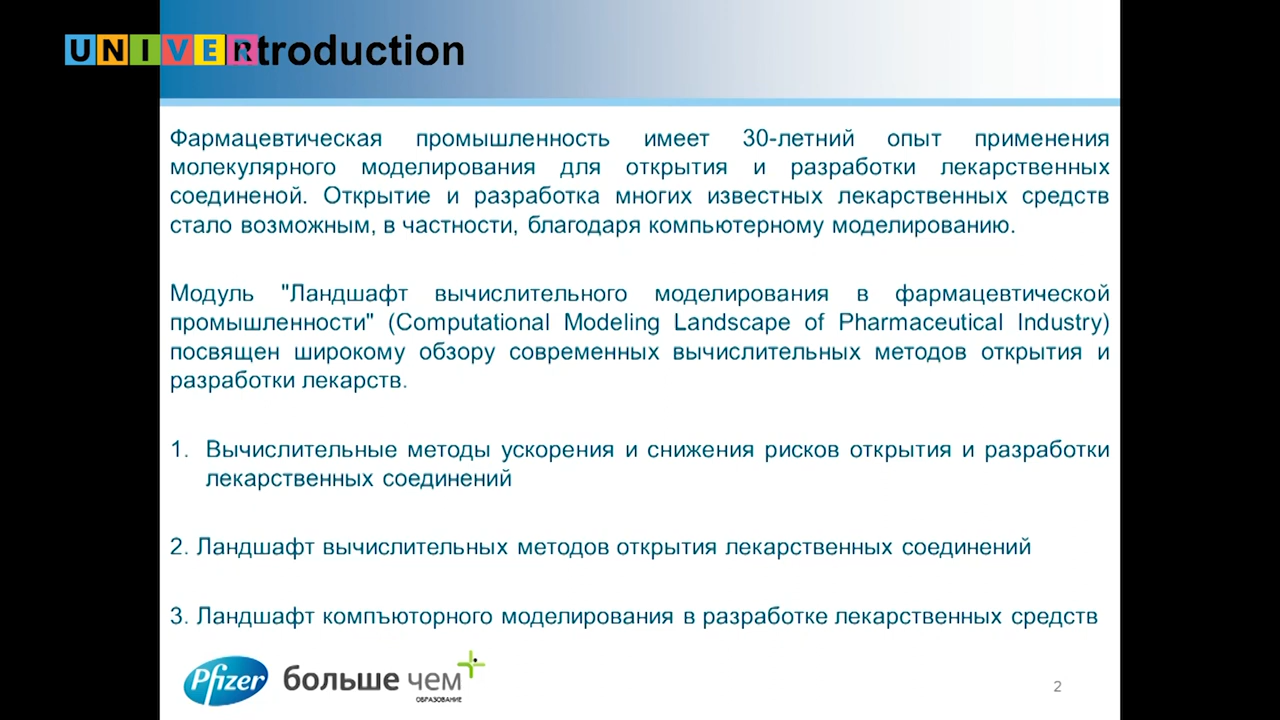 UNIVER
ntroduction
Фармацевтическая промышленность имеет 30-летний опыт применения
молекулярного моделирования для открытия и разработки лекарственных
соединеной. Открытие и разработка многих известных лекарственных средств
стало возможным, в частности, благодаря компьютерному моделированию.
Модуль "Ландшафт вычислительного моделирования в фармацевтической
промышленности" (Computational Modeling Landscape of Pharmaceutical Industry)
посвящен широкому обзору современных вычислительных методов открытия и
разработки лекарств.
1. Вычислительные методы ускорения и снижения рисков открытия и разработки
лекарственных соединений
2. Ландшафт вычислительных методов открытия лекарственных соединений
3. Ландшафт компъюторного моделирования в разработке лекарственных средств
Pfizer больше чем
ОБРАЗОВАНИЕ
2